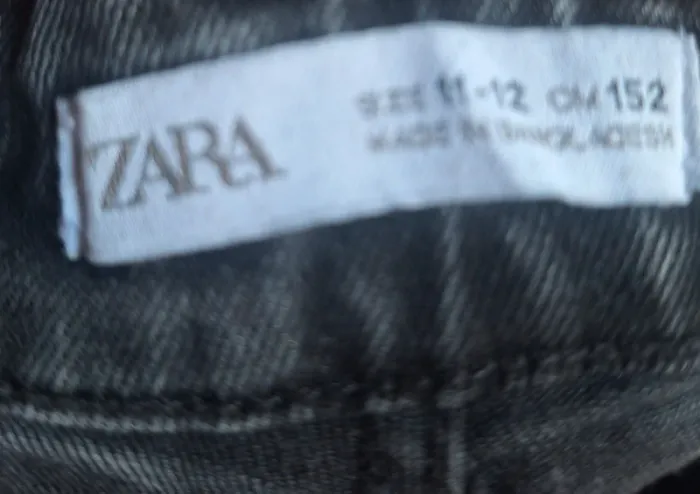 ZARA
SIZE 11-12 CM 152
MADE IN BANGLADESH